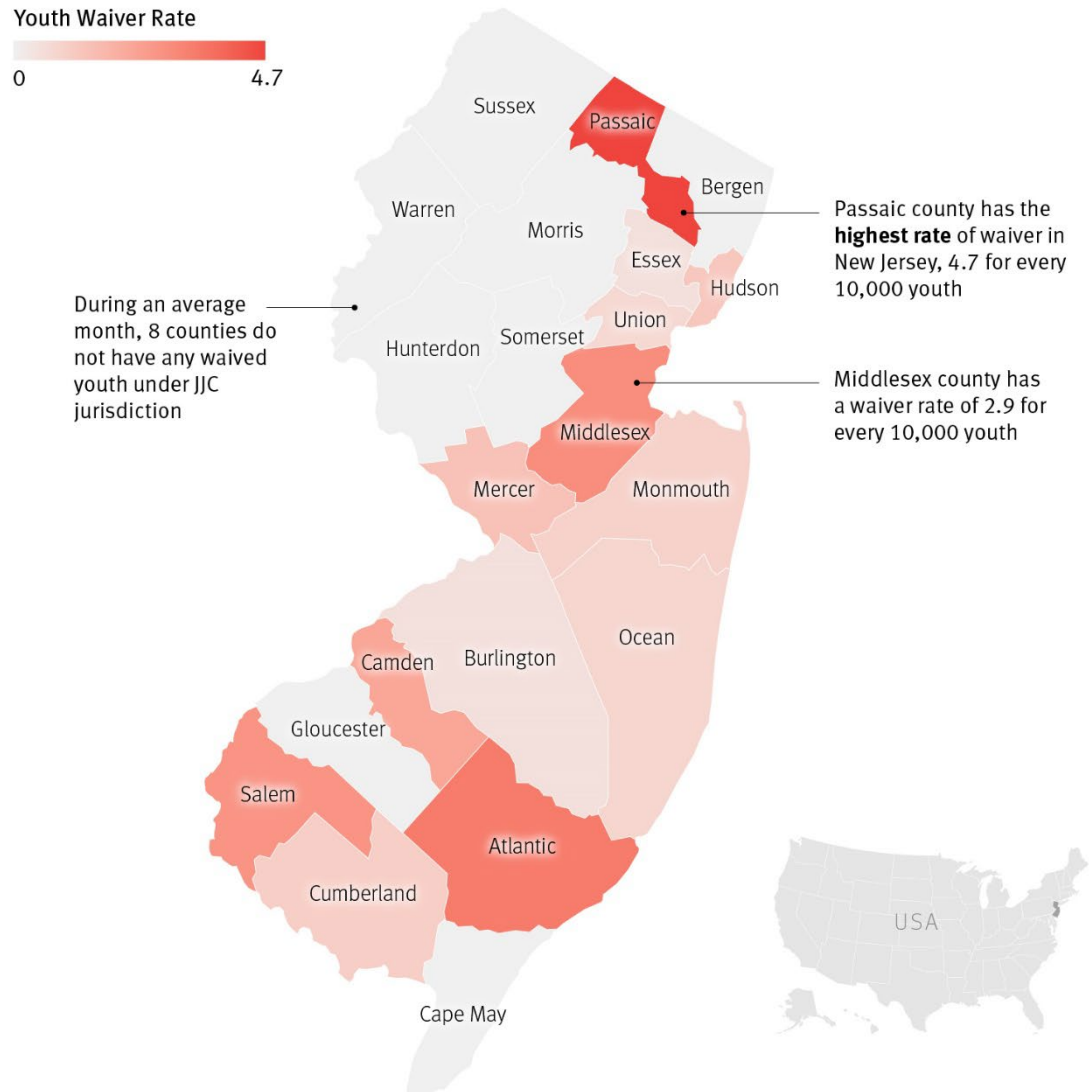 Youth Waiver Rate
0 4.7
Sussex
Passaic
Bergen
Warren
Morris
Passaic county has the
highest rate of waiver in
New Jersey, 4.7 for every
10,000 youth
Essex
Hudson
During an average
month, 8 counties do
not have any waived
youth under JJC
jurisdiction
Union
Somerset
Hunterdon
Middlesex county has
a waiver rate of 2.9 for
every 10,000 youth
Middlesex
Mercer
Monmouth
Ocean
Burlington
Camden
Gloucester
Salem
Atlantic
Cumberland
USA
Cape May